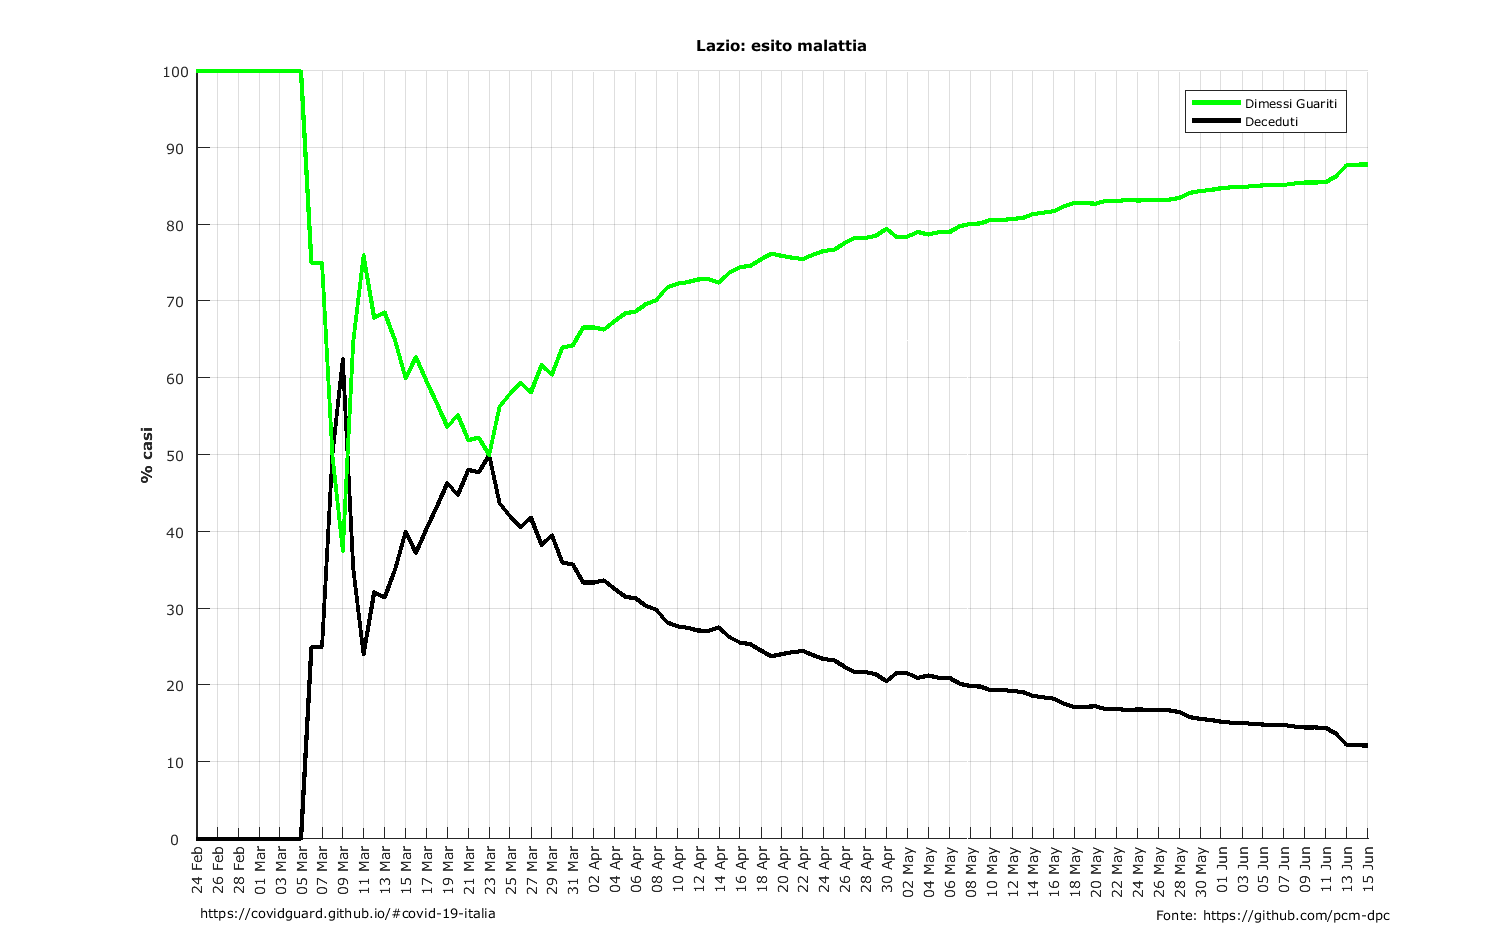 Lazio: esito malattia
Dimessi Guariti
Deceduti
% casi
100
90
80
70
60
50
40
30
20
10
0
24 Feb
26 Feb
28 Feb
01 Mar
03 Mar
05 Mar
07 Mar
09 Mar
11 Mar
13 Mar
15 Mar
17 Mar
19 Mar
21 Mar
23 Mar
25 Mar
27 Mar
29 Mar
31 Mar
02 Apr
04 Apr
06 Apr
08 Apr
10 Apr
12 Apr
14 Apr
16 Apr
18 Apr
20 Apr
22 Apr
24 Apr
26 Apr
28 Apr
30 Apr
02 May
04 May
06 May
08 May
10 May
12 May
14 May
16 May
18 May
20 May
22 May
24 May
26 May
28 May
30 May
01 Jun
03 Jun
05 Jun
07 Jun
09 Jun
11 Jun
13 Jun
15 Jun
https://covidguard.github.io/#covid-19-italia
Fonte: https://github.com/pcm-dpc